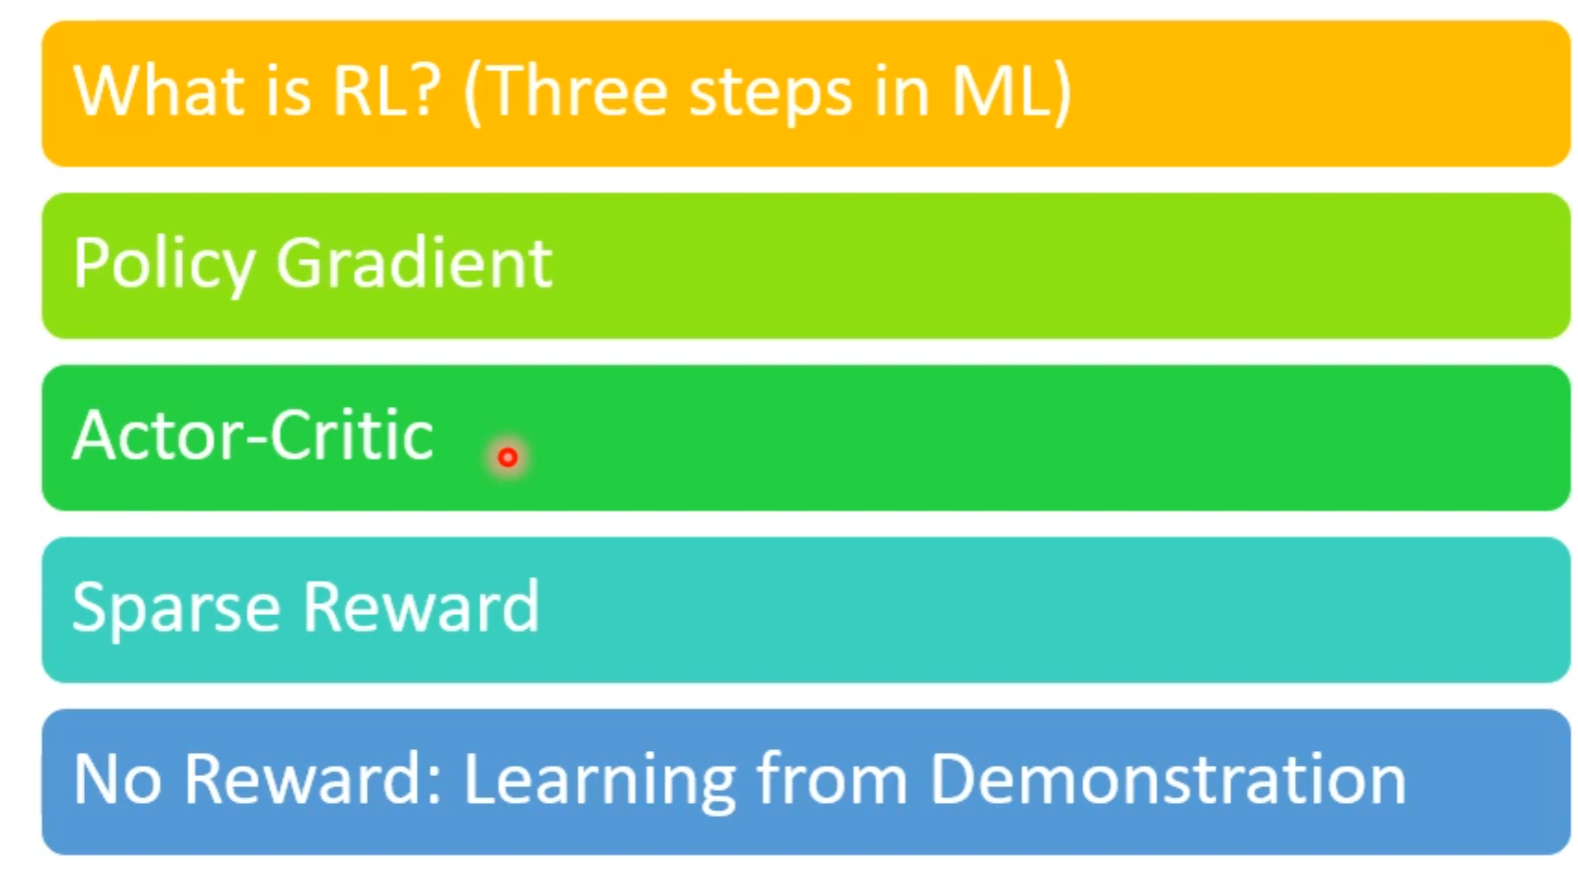 What is RL? (Three steps in ML)
Policy Gradient
Actor-Critic
Sparse Reward
No Reward: Learning from Demonstration